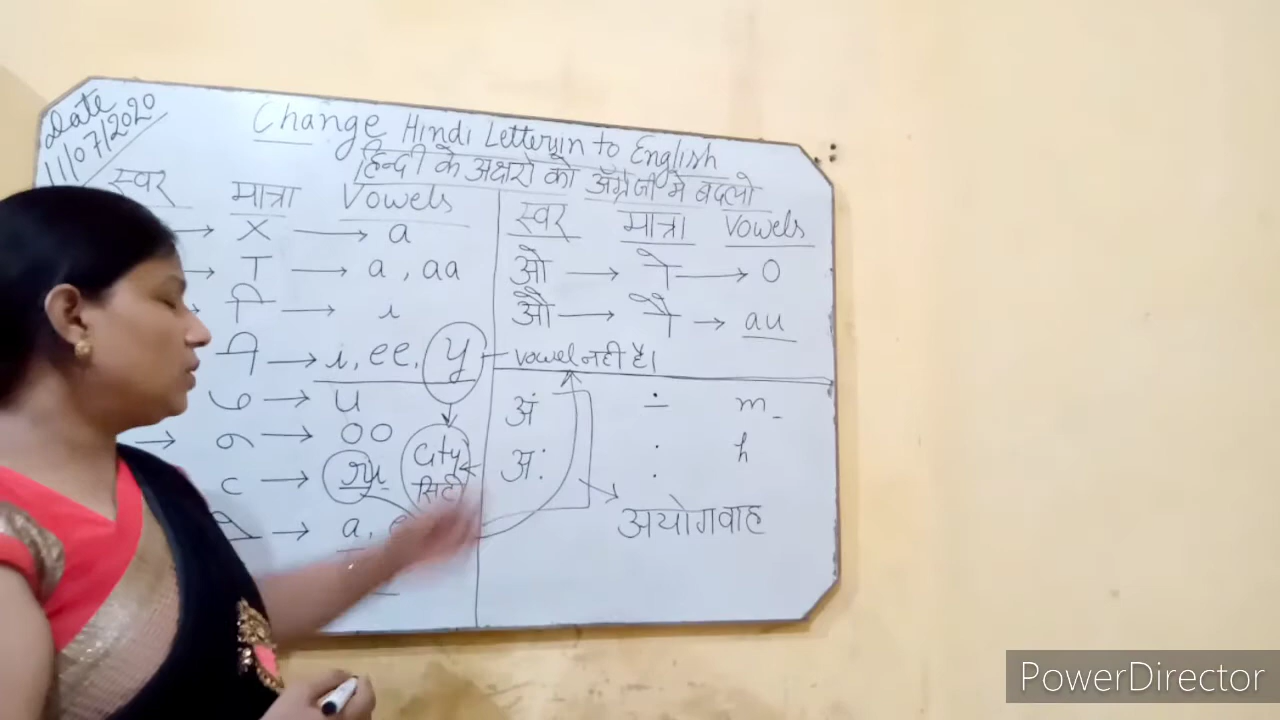 Date
11/07/2020
Change Hindi Letter in to English
हिन्दी के अक्षरो को अँग्रेजी मे बदलो
स्वर मात्रा Vowels
→ × → a
→ ा → a, aa
ि → i
ी → i, ee, y - vowel नही है।
ु → u
→ ू → oo
ृ → ru
े → a, e
City
सिटी
स्वर मात्रा Vowels
ओ → ो → o
औ → ौ → au
अं ∸ m
अः : h
अयोगवाह
PowerDirector